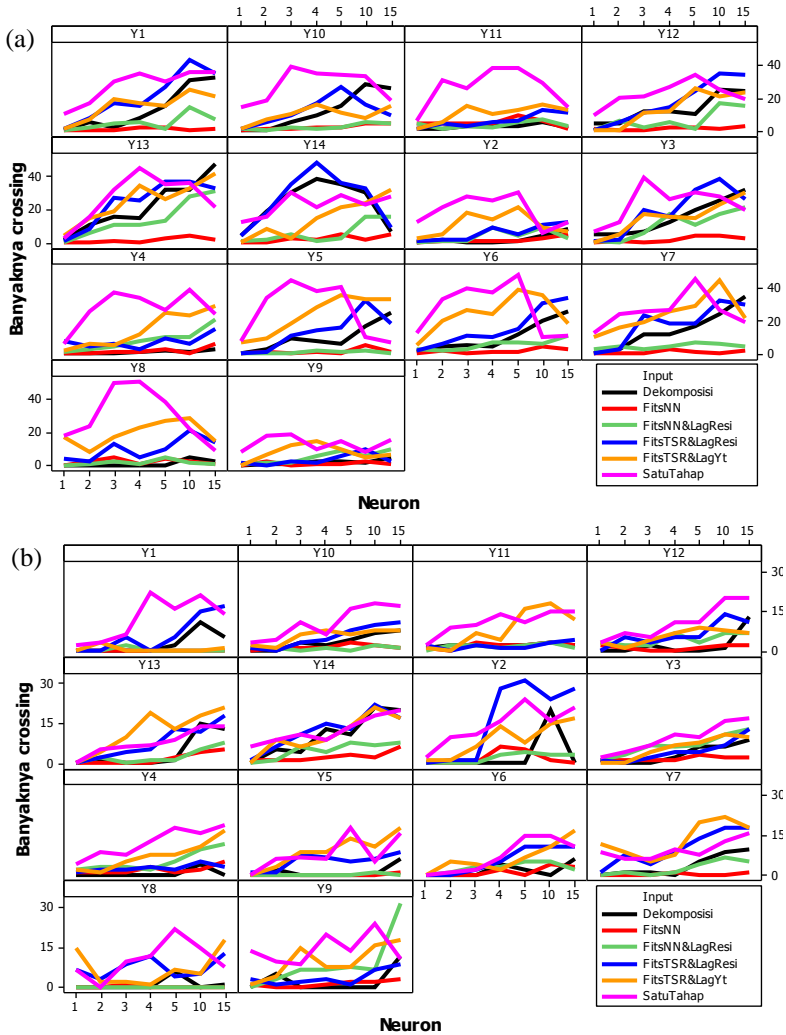 1 3 5 15 1 3 5 15
2 4 10 2 4 10
(a)
Y1 Y10 Y11 Y12
40
20
0
Y13 Y14 Y2 Y3
40
20
0
Y4 Y5 Y6 Y7
40
20
0
Y8 Y9
40
20
0
1 2 3 4 5 10 15
1 2 3 4 5 10 15
1 2 3 4 5 10 15
Banyaknya crossing
Neuron
Input
Dekomposisi
FitsNN
FitsNN&LagResi
FitsTSR&LagResi
FitsTSR&LagYt
SatuTahap
(b)
1 2 3 4 5 10 15 1 2 3 4 5 10 15
Y1 Y10 Y11 Y12
30
15
0
Y13 Y14 Y2 Y3
30
15
0
Y4 Y5 Y6 Y7
30
15
0
Y8 Y9
30
15
0
1 2 3 4 5 10 15
1 2 3 4 5 10 15
1 2 3 4 5 10 15
Banyaknya crossing
Neuron
Input
Dekomposisi
FitsNN
FitsNN&LagResi
FitsTSR&LagResi
FitsTSR&LagYt
SatuTahap